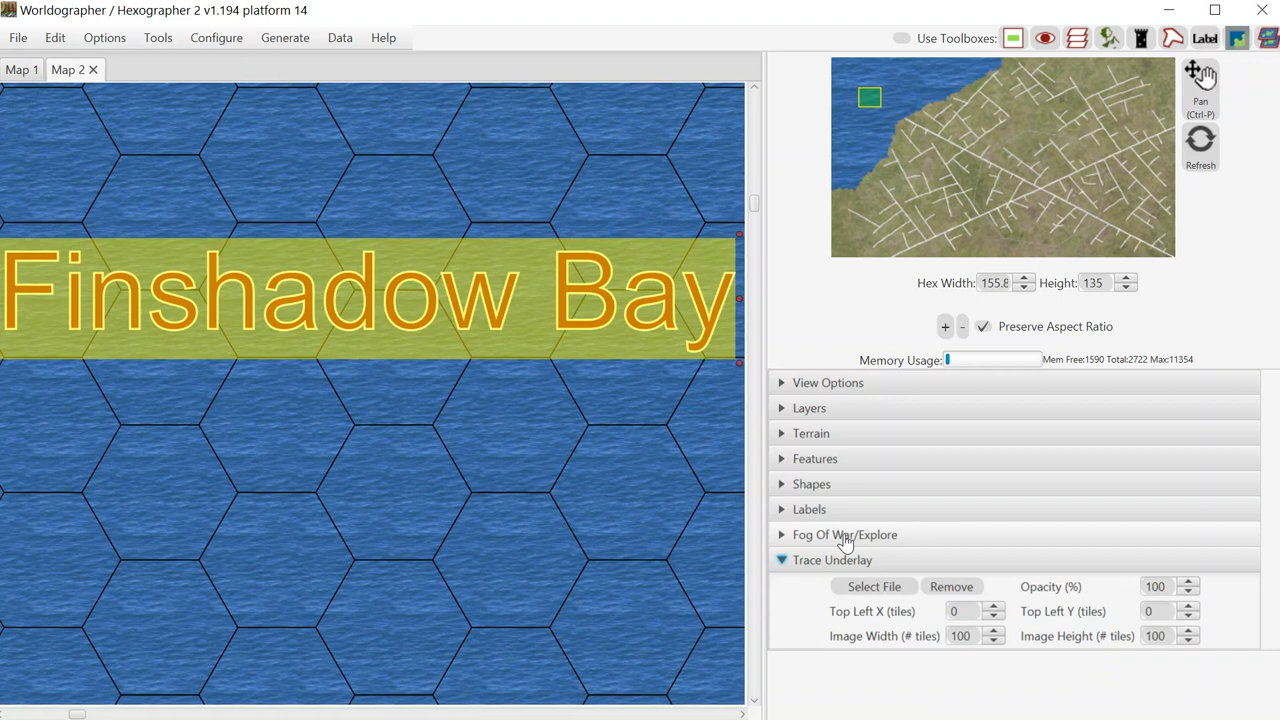 Worldographer / Hexographer 2 v1.194 platform 14
File Edit Options Tools Configure Generate Data Help
Use Toolboxes: Label
Map 1 Map 2
Pan
(Ctrl-P)
Refresh
Finshadow Bay
Hex Width: 155.8 Height: 135
+ - Preserve Aspect Ratio
Memory Usage: Mem Free:1590 Total:2722 Max:11354
View Options
Layers
Terrain
Features
Shapes
Labels
Fog Of War/Explore
Trace Underlay
Select File Remove Opacity (%) 100
Top Left X (tiles) 0 Top Left Y (tiles) 0
Image Width (# tiles) 100 Image Height (# tiles) 100